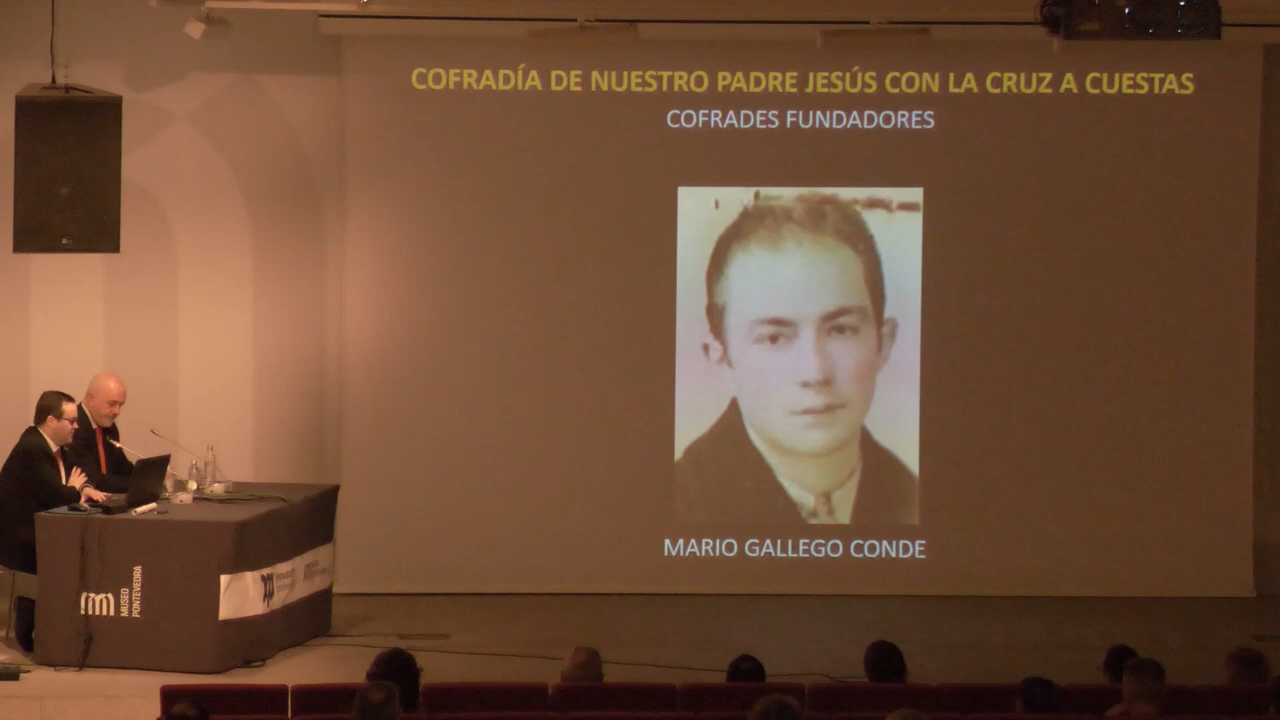 COFRADÍA DE NUESTRO PADRE JESÚS CON LA CRUZ A CUESTAS
COFRADES FUNDADORES
MARIO GALLEGO CONDE
MUSEO
PONTEVEDRA